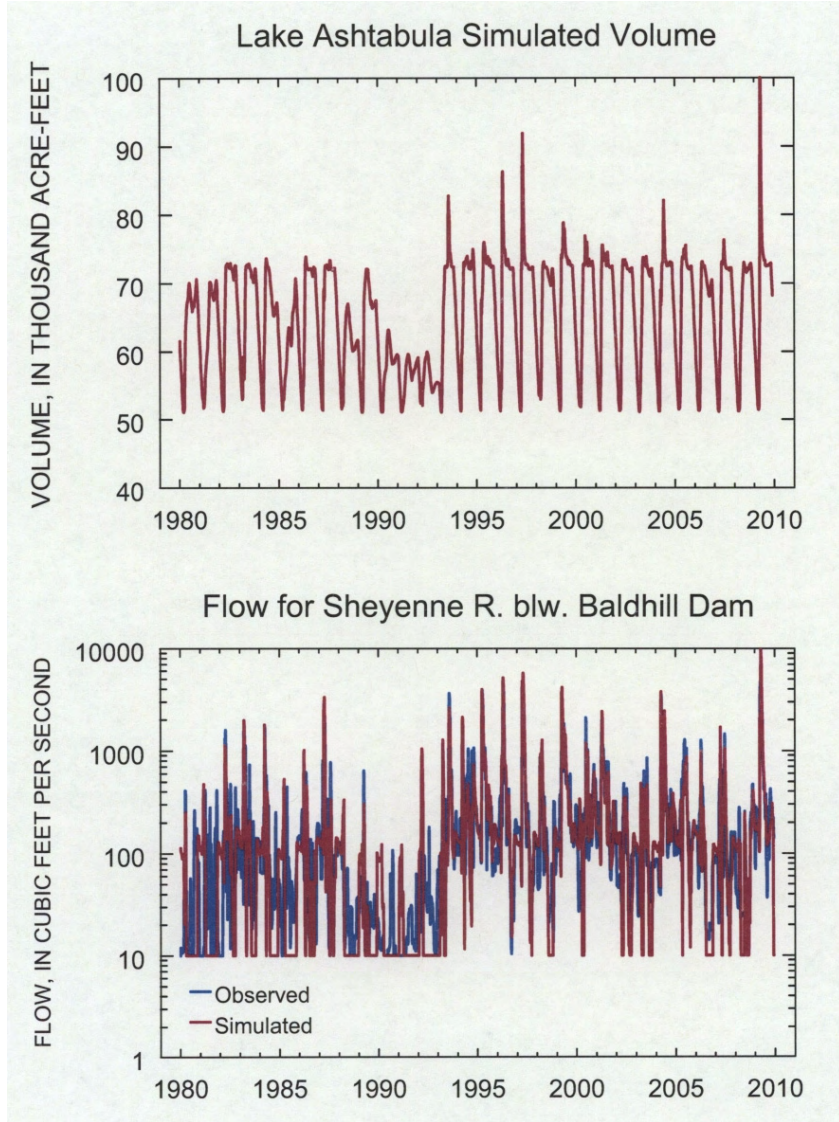 Lake Ashtabula Simulated Volume
VOLUME, IN THOUSAND ACRE-FEET
100
90
80
70
60
50
40
1980 1985 1990 1995 2000 2005 2010
Flow for Sheyenne R. blw. Baldhill Dam
FLOW, IN CUBIC FEET PER SECOND
10000
1000
100
10
1
Observed
Simulated
1980 1985 1990 1995 2000 2005 2010